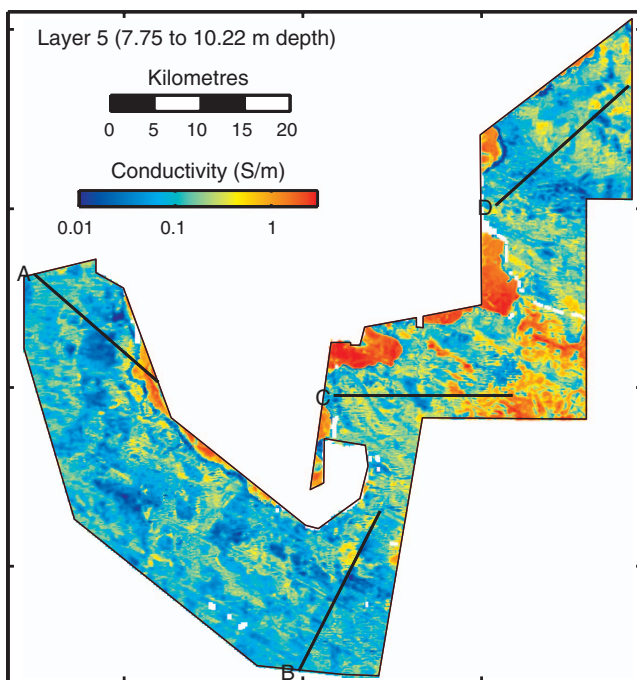 Layer 5 (7.75 to 10.22 m depth)
Kilometres
0 5 10 15 20
Conductivity (S/m)
0.01 0.1 1
A
D
C
B